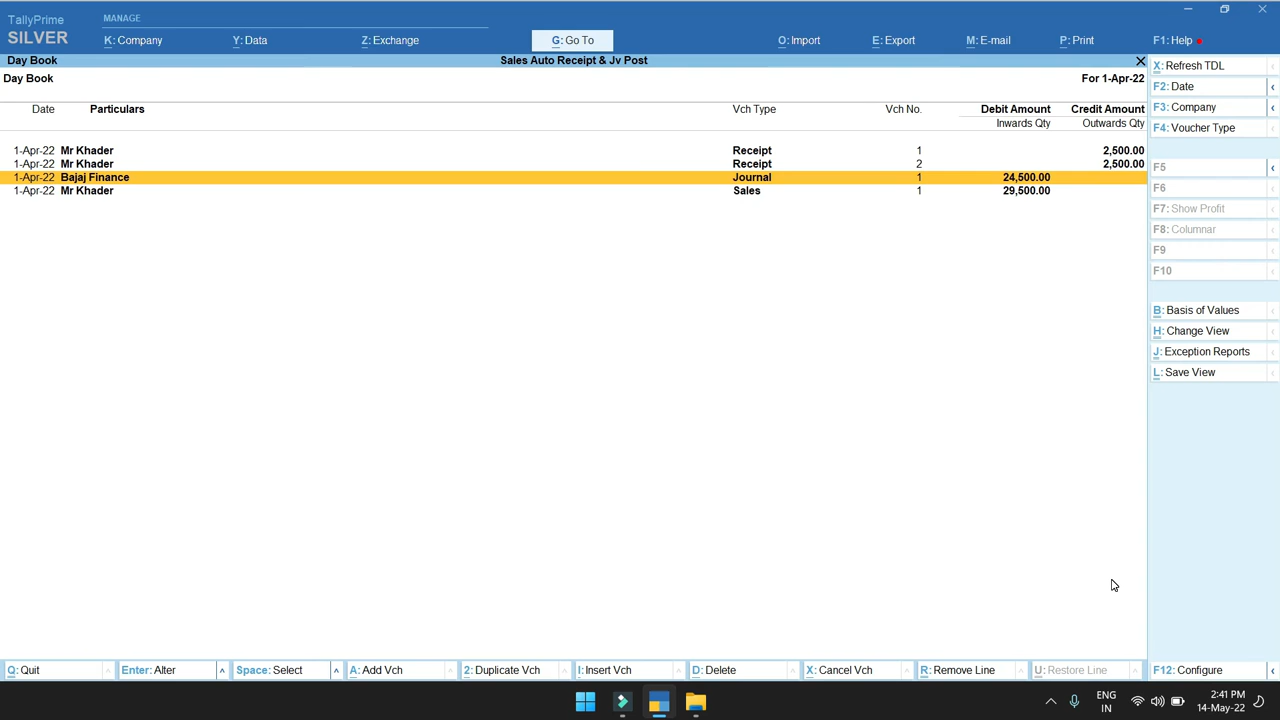 TallyPrime
SILVER
MANAGE
K: Company
Y: Data
Z: Exchange
G: Go To
O: Import
E: Export
M: E-mail
P: Print
F1: Help
Day Book
Sales Auto Receipt & Jv Post
Day Book
For 1-Apr-22
Date Particulars Vch Type Vch No. Debit Amount Credit Amount
Inwards Qty Outwards Qty
1-Apr-22 Mr Khader Receipt 1 2,500.00
1-Apr-22 Mr Khader Receipt 2 2,500.00
1-Apr-22 Bajaj Finance Journal 1 24,500.00
1-Apr-22 Mr Khader Sales 1 29,500.00
X: Refresh TDL
F2: Date
F3: Company
F4: Voucher Type
F5
F6
F7: Show Profit
F8: Columnar
F9
F10
B: Basis of Values
H: Change View
J: Exception Reports
L: Save View
Q: Quit
Enter: Alter
Space: Select
A: Add Vch
2: Duplicate Vch
I: Insert Vch
D: Delete
X: Cancel Vch
R: Remove Line
U: Restore Line
F12: Configure
ENG
IN
2:41 PM
14-May-22